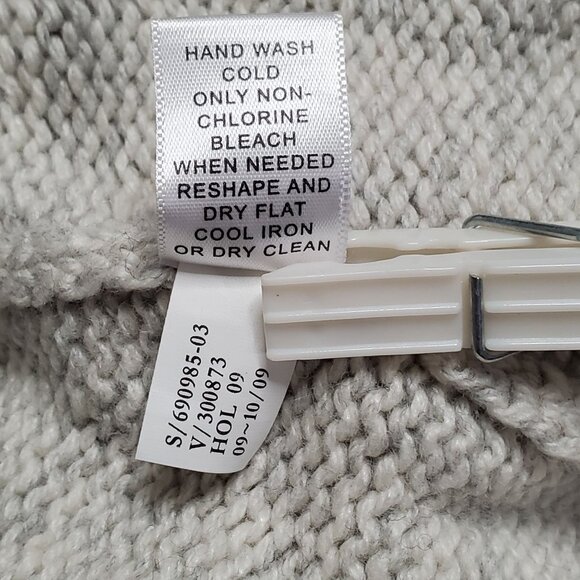 HAND WASH
COLD
ONLY NON-
CHLORINE
BLEACH
WHEN NEEDED
RESHAPE AND
DRY FLAT
COOL IRON
OR DRY CLEAN
S/690985-03
V/300873
HOL 09
09~10/09